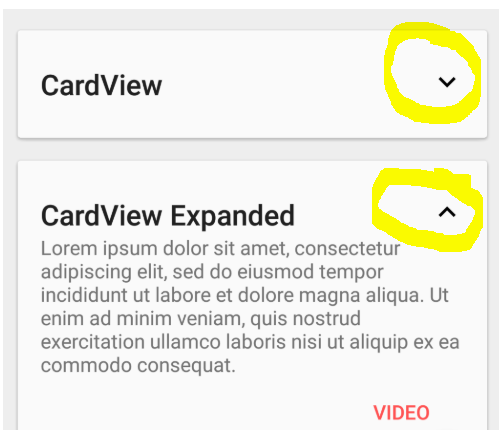 CardView
CardView Expanded
Lorem ipsum dolor sit amet, consectetur
adipiscing elit, sed do eiusmod tempor
incididunt ut labore et dolore magna aliqua. Ut
enim ad minim veniam, quis nostrud
exercitation ullamco laboris nisi ut aliquip ex ea
commodo consequat.
VIDEO